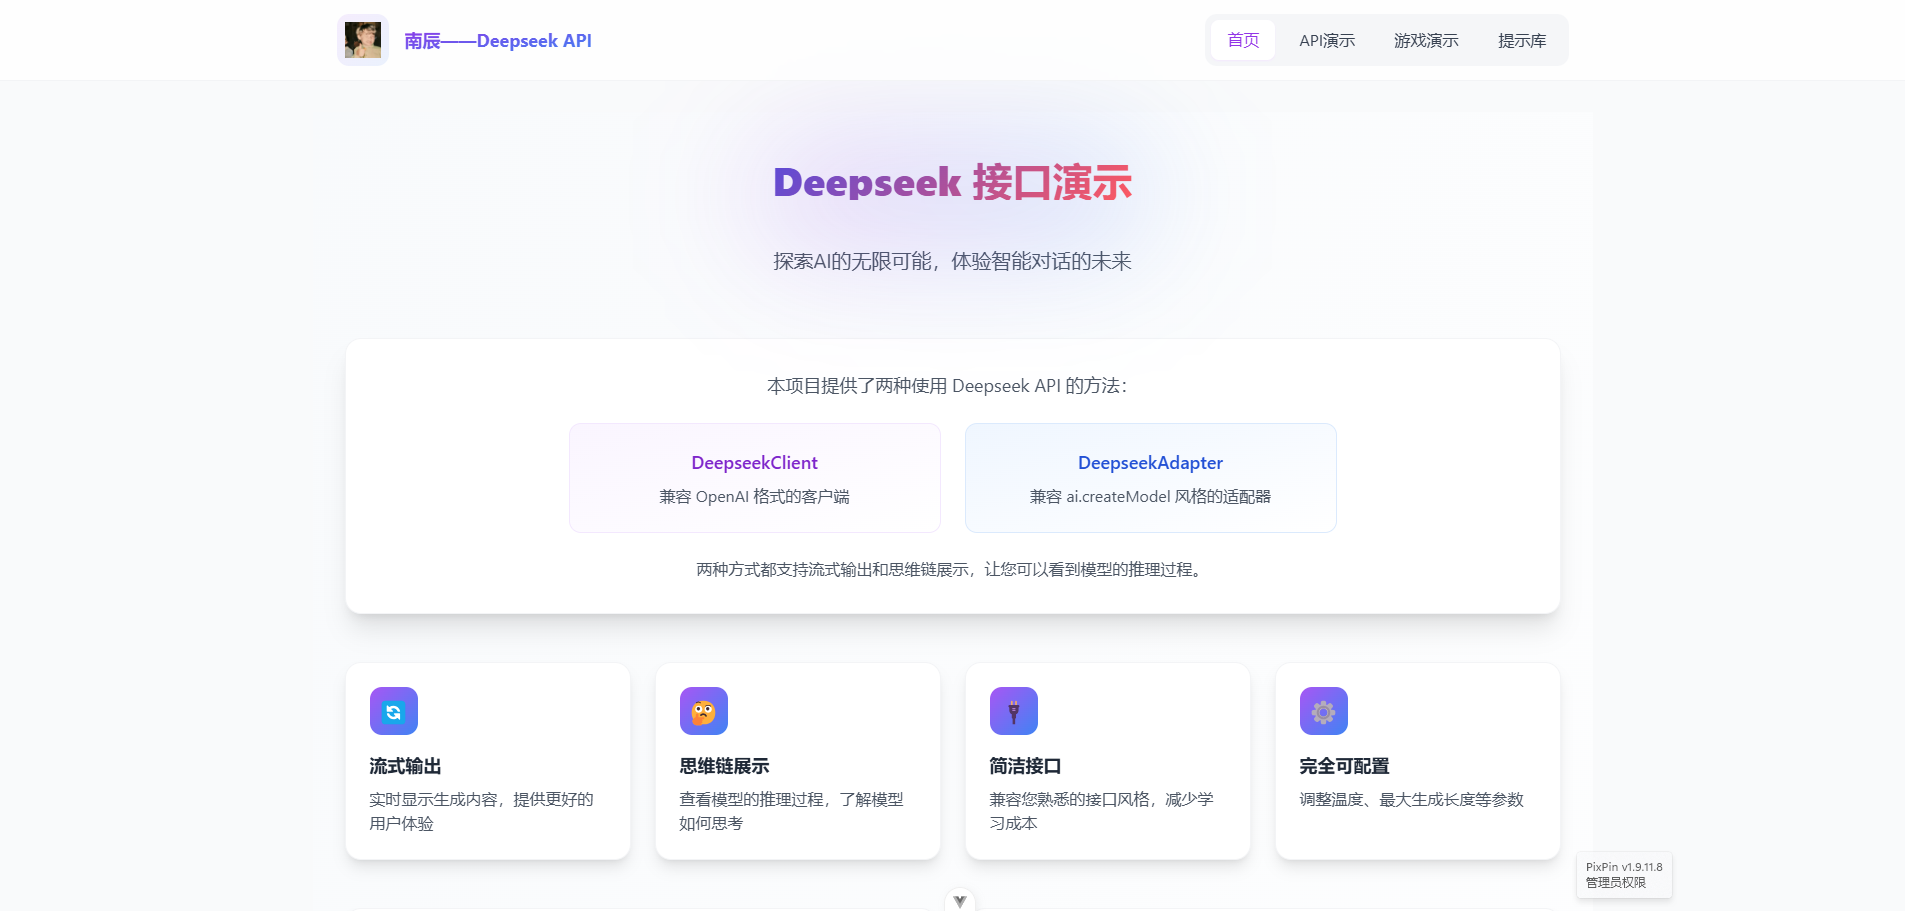 南辰——Deepseek API
首页
API演示
游戏演示
提示库
Deepseek 接口演示
探索AI的无限可能，体验智能对话的未来
本项目提供了两种使用 Deepseek API 的方法：
DeepseekClient
兼容 OpenAI 格式的客户端
DeepseekAdapter
兼容 ai.createModel 风格的适配器
两种方式都支持流式输出和思维链展示，让您可以看到模型的推理过程。
流式输出
实时显示生成内容，提供更好的
用户体验
思维链展示
查看模型的推理过程，了解模型
如何思考
简洁接口
兼容您熟悉的接口风格，减少学
习成本
完全可配置
调整温度、最大生成长度等参数
PixPin v1.9.11.8
管理员权限